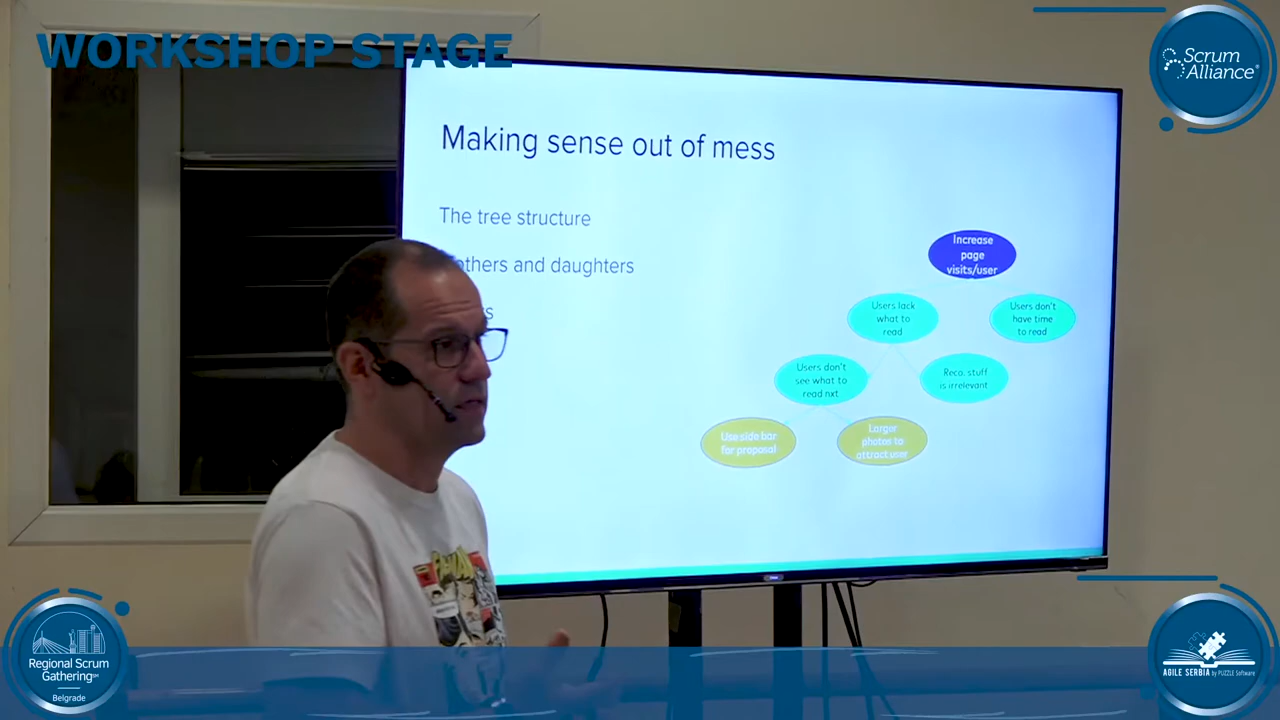 WORKSHOP STAGE
Scrum
Alliance®
Making sense out of mess
The tree structure
others and daughters
Increase
page
visits/user
Users lack
what to
read
Users don't
have time
to read
Users don't
see what to
read nxt
Reco. stuff
is irrelevant
Use side bar
for proposal
Larger
photos to
attract user
Regional Scrum
Gathering
Belgrade
AGILE SERBIA by PUZZLE Software